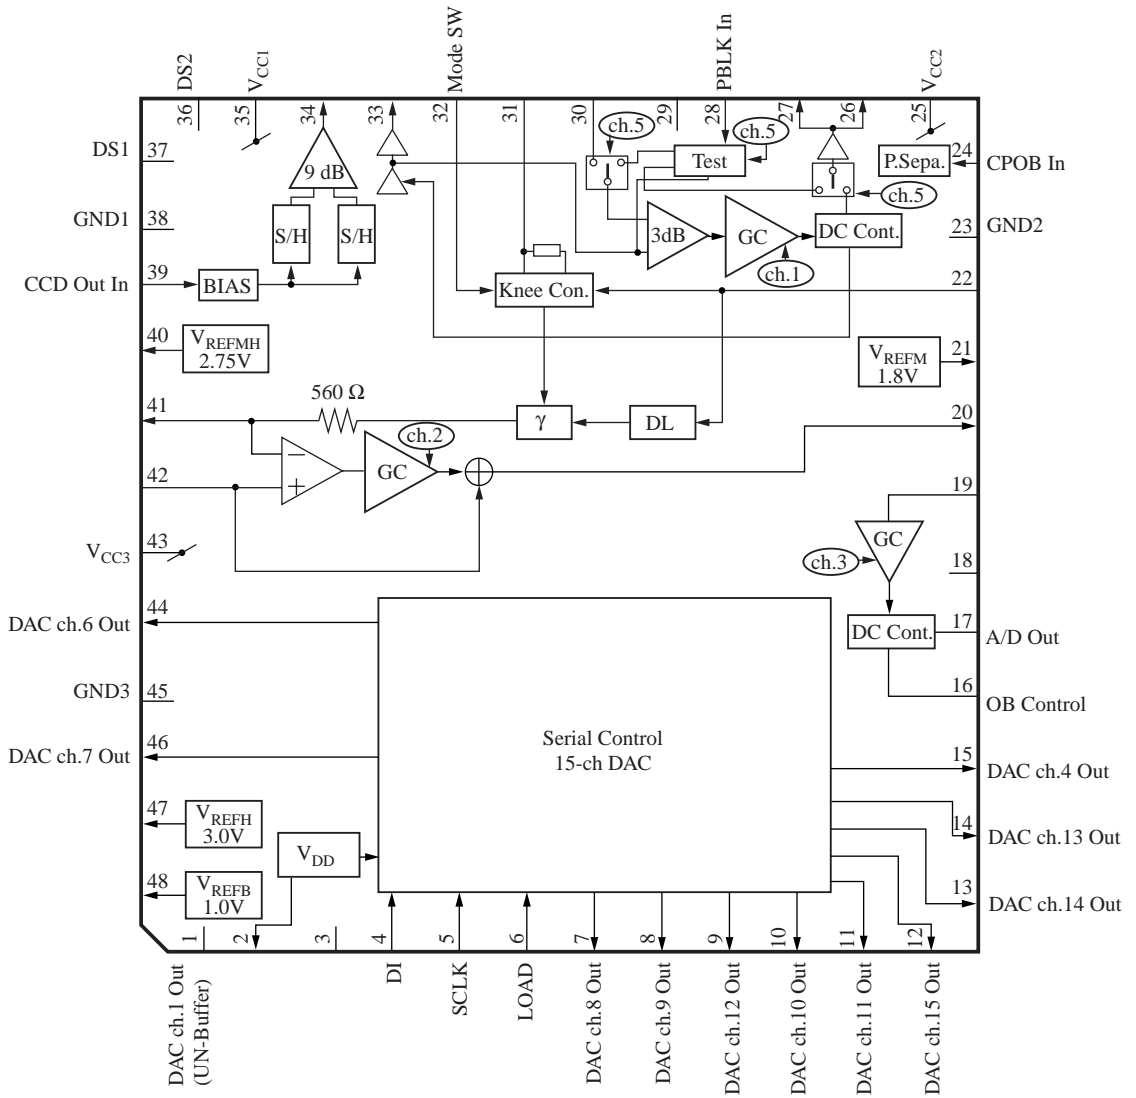 DS2
V_CC1
Mode SW
PBLK In
V_CC2
36
35
34
33
32
31
30
29
28
27
26
25
ch.5
ch.5
DS1
37
9 dB
Test
P.Sepa.
24
CPOB In
ch.5
GND1
38
S/H
S/H
3dB
GC
DC Cont.
23
GND2
ch.1
CCD Out In
39
BIAS
Knee Con.
22
40
V_REFMH
2.75V
V_REFM
1.8V
21
41
560 Ω
γ
DL
20
ch.2
−
GC
42
+
19
GC
V_CC3
43
ch.3
18
DAC ch.6 Out
44
DC Cont.
17
A/D Out
GND3
45
16
OB Control
DAC ch.7 Out
46
Serial Control
15-ch DAC
15
DAC ch.4 Out
47
V_REFH
3.0V
14
DAC ch.13 Out
V_DD
48
V_REFB
1.0V
13
DAC ch.14 Out
1
2
3
4
5
6
7
8
9
10
11
12
DAC ch.1 Out
(UN-Buffer)
DI
SCLK
LOAD
DAC ch.8 Out
DAC ch.9 Out
DAC ch.12 Out
DAC ch.10 Out
DAC ch.11 Out
DAC ch.15 Out